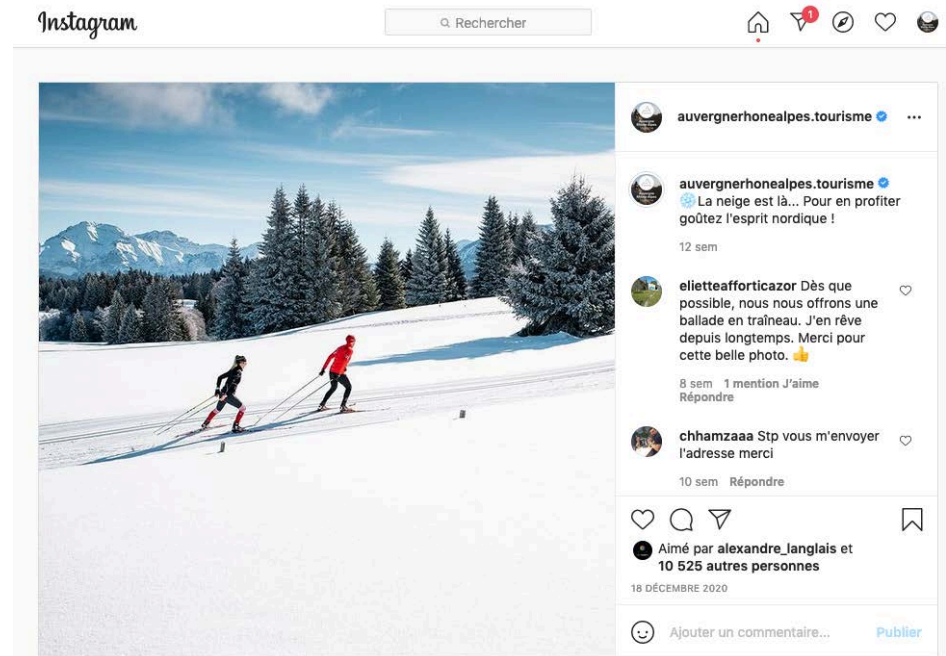 Instagram
Rechercher
1
auvergnerhonealpes.tourisme
auvergnerhonealpes.tourisme
La neige est là... Pour en profiter
goûtez l'esprit nordique !
12 sem
elietteafforticazor Dès que
possible, nous nous offrons une
ballade en traîneau. J'en rêve
depuis longtemps. Merci pour
cette belle photo. 👍
8 sem 1 mention J'aime
Répondre
chhamzaaa Stp vous m'envoyer
l'adresse merci
10 sem Répondre
Aimé par alexandre_langlais et
10 525 autres personnes
18 DÉCEMBRE 2020
Ajouter un commentaire... Publier